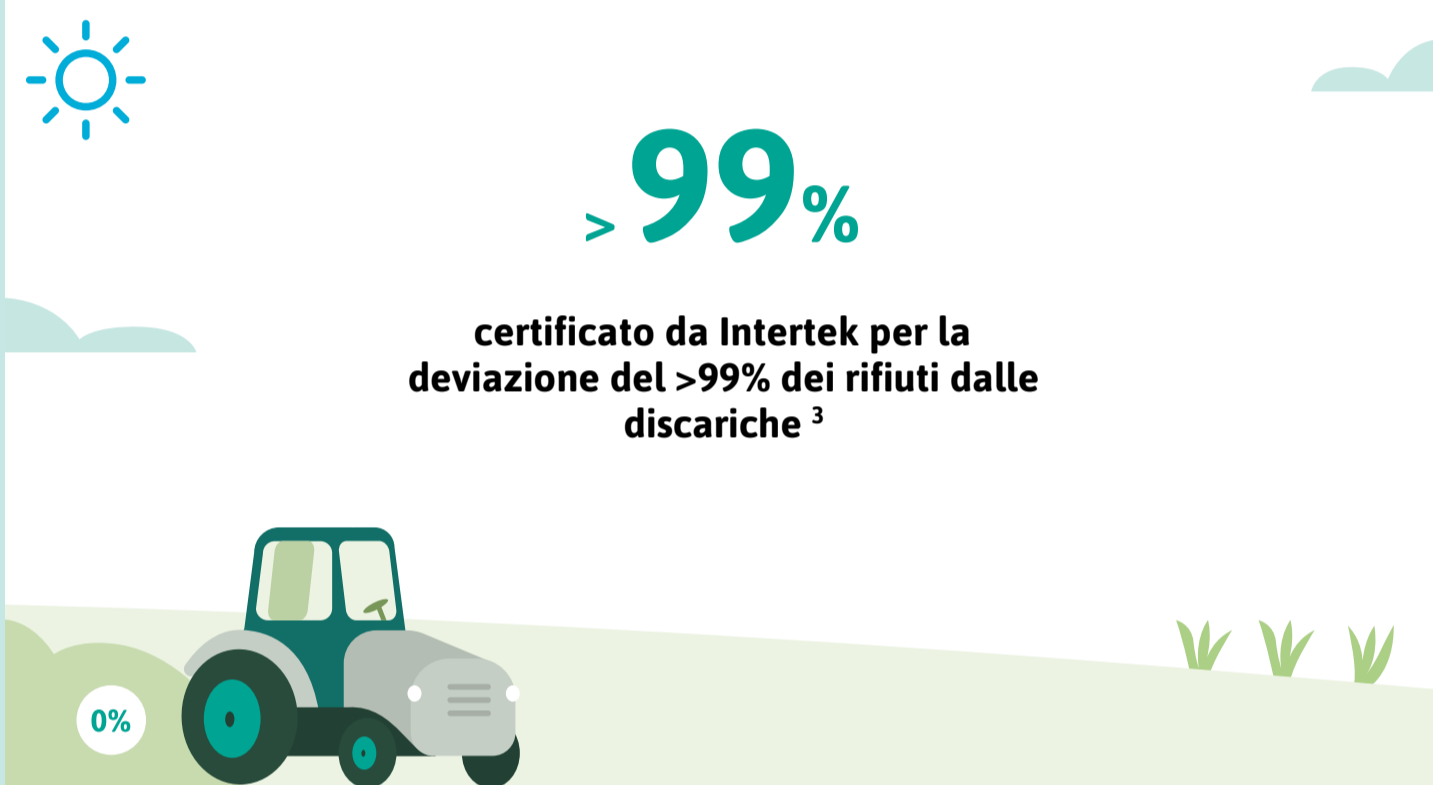 >99%
certificato da Intertek per la
deviazione del >99% dei rifiuti dalle
discariche ³
0%